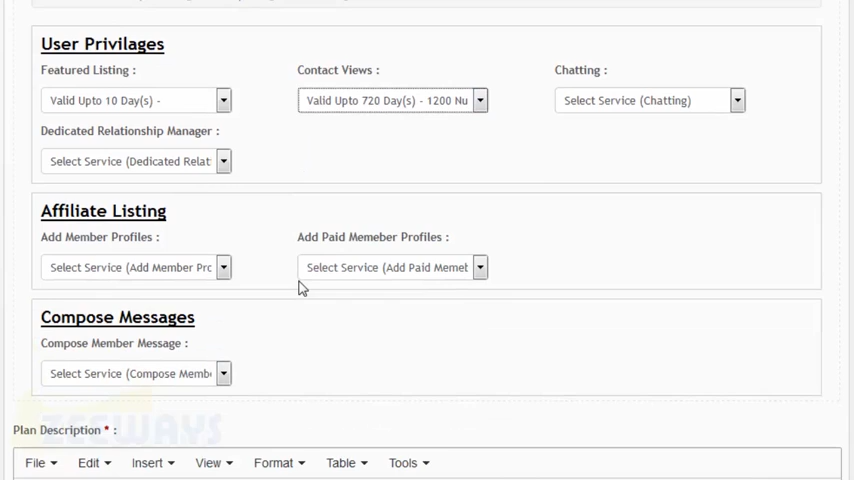 User Privilages
Featured Listing :
Contact Views :
Chatting :
Valid Upto 10 Day(s) -
Valid Upto 720 Day(s) - 1200 Nu
Select Service (Chatting)
Dedicated Relationship Manager :
Select Service (Dedicated Relat
Affiliate Listing
Add Member Profiles :
Add Paid Memeber Profiles :
Select Service (Add Member Pro
Select Service (Add Paid Memet
Compose Messages
Compose Member Message :
Select Service (Compose Membe
ZEEWAYS
Plan Description * :
File
Edit
Insert
View
Format
Table
Tools